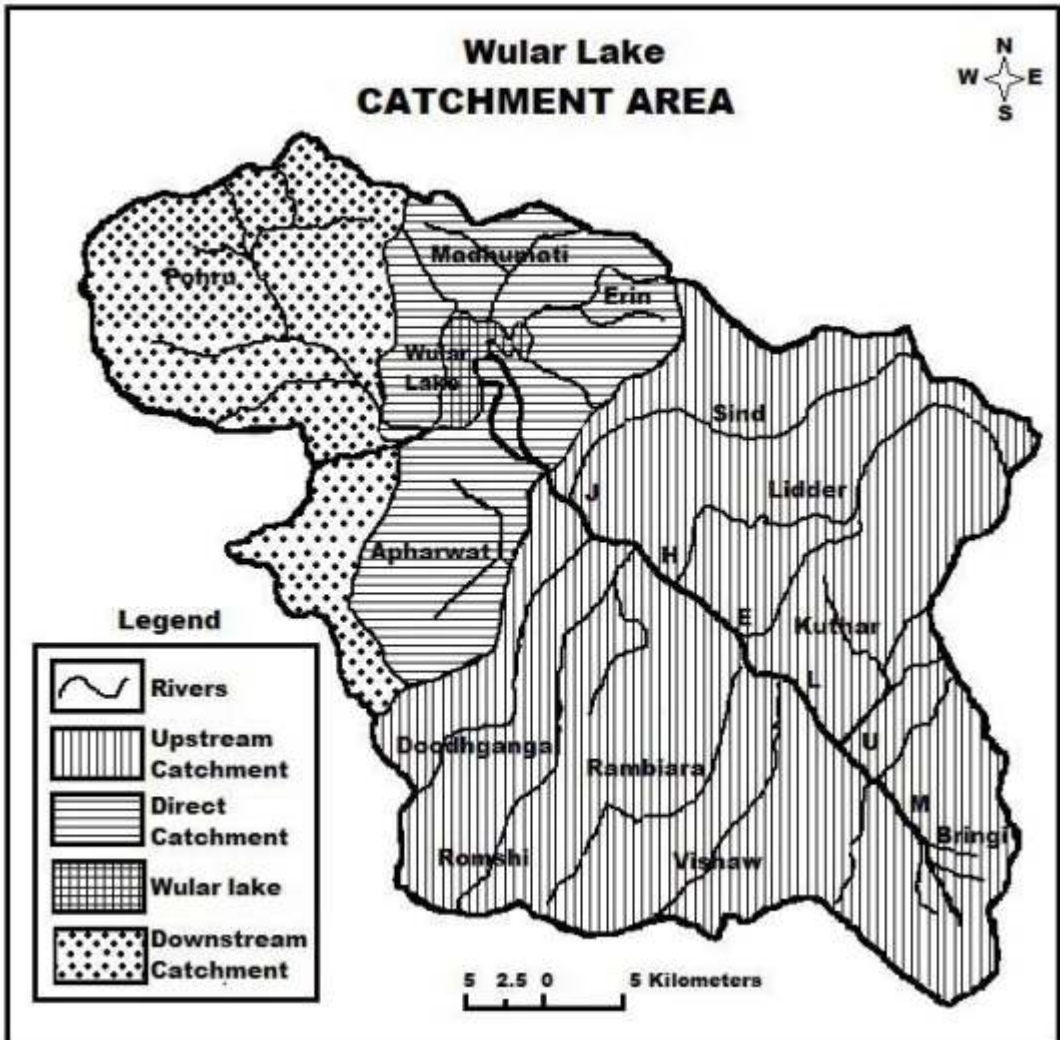 Wular Lake
CATCHMENT AREA
N
W E
S
Madhumati
Pohru
Erin
Wular
Lake
Sind
J
Lidder
Apharwat
H
E
Kuthar
L
U
Doodhganga
Rambiara
M
Bringi
Romshi
Vishaw
Legend
Rivers
Upstream
Catchment
Direct
Catchment
Wular lake
Downstream
Catchment
5 2.5 0 5 Kilometers